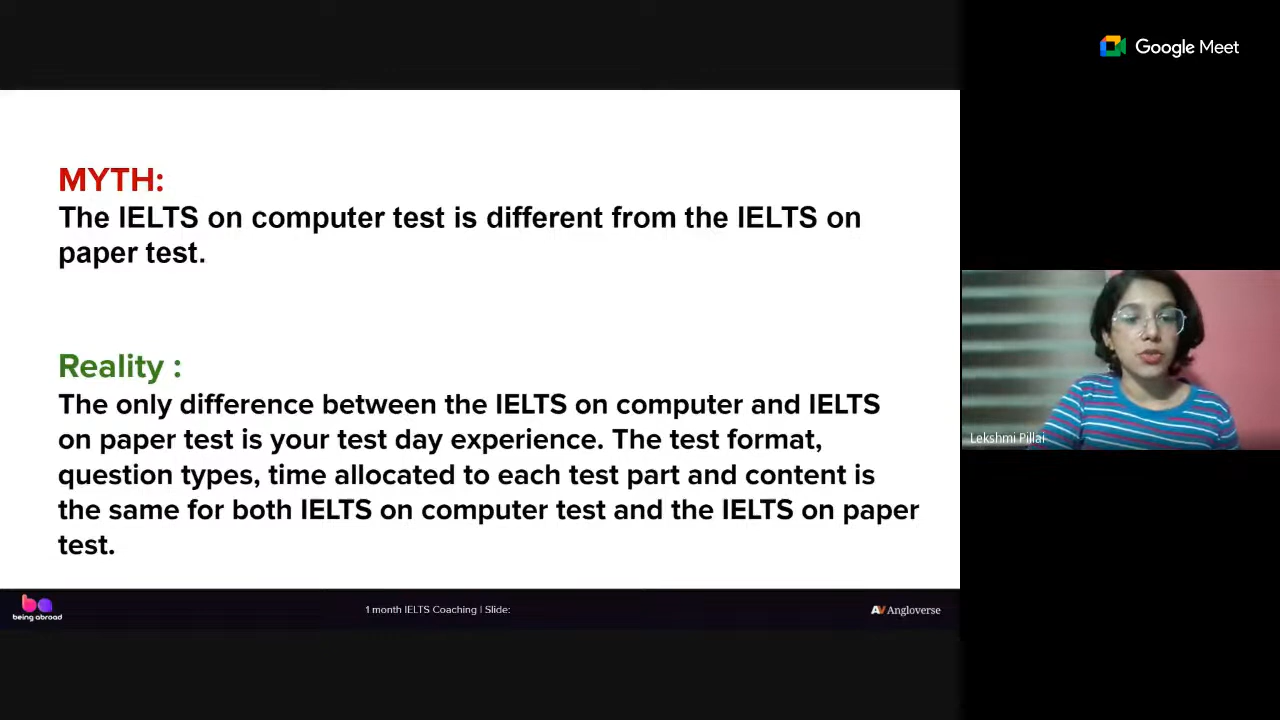 Google Meet
MYTH:
The IELTS on computer test is different from the IELTS on
paper test.
Reality :
The only difference between the IELTS on computer and IELTS
on paper test is your test day experience. The test format,
question types, time allocated to each test part and content is
the same for both IELTS on computer test and the IELTS on paper
test.
Lekshmi Pillai
ba
being abroad
1 month IELTS Coaching | Slide:
AV Angloverse